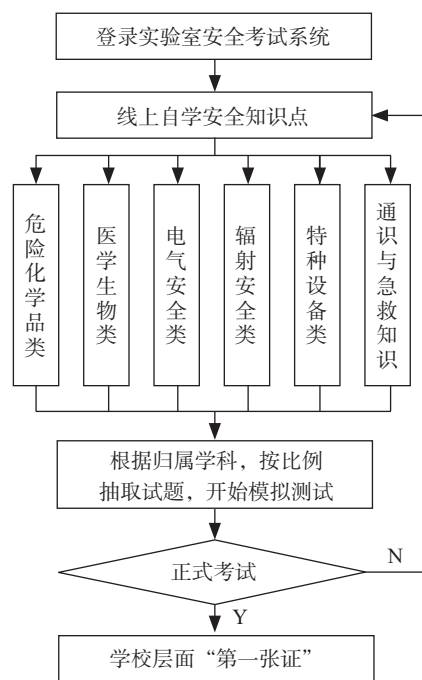 登录实验室安全考试系统
线上自学安全知识点
危险化学品类
医学生物类
电气安全类
辐射安全类
特种设备类
通识与急救知识
根据归属学科，按比例
抽取试题，开始模拟测试
正式考试
N
Y
学校层面“第一张证”